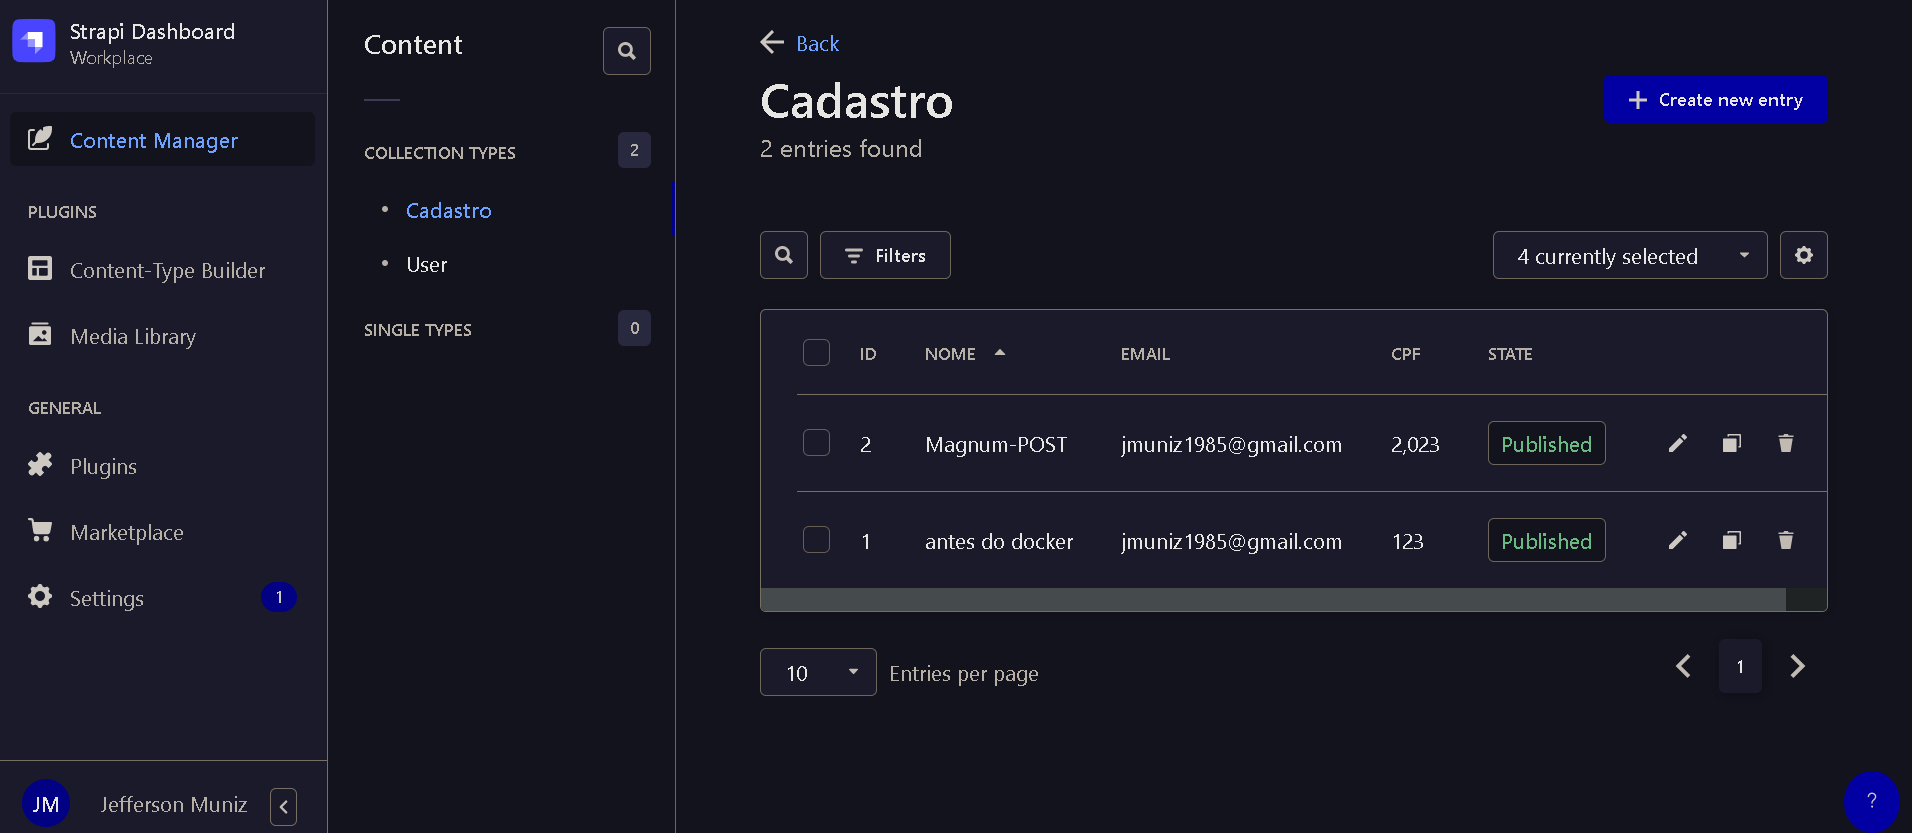 Strapi Dashboard
Workplace
Content Manager
PLUGINS
Content-Type Builder
Media Library
GENERAL
Plugins
Marketplace
Settings 1
JM Jefferson Muniz
Content
COLLECTION TYPES 2
Cadastro
User
SINGLE TYPES 0
Back
Cadastro
2 entries found
Create new entry
Filters
4 currently selected
ID NOME EMAIL CPF STATE
2 Magnum-POST jmuniz1985@gmail.com 2,023 Published
1 antes do docker jmuniz1985@gmail.com 123 Published
10 Entries per page
1
?